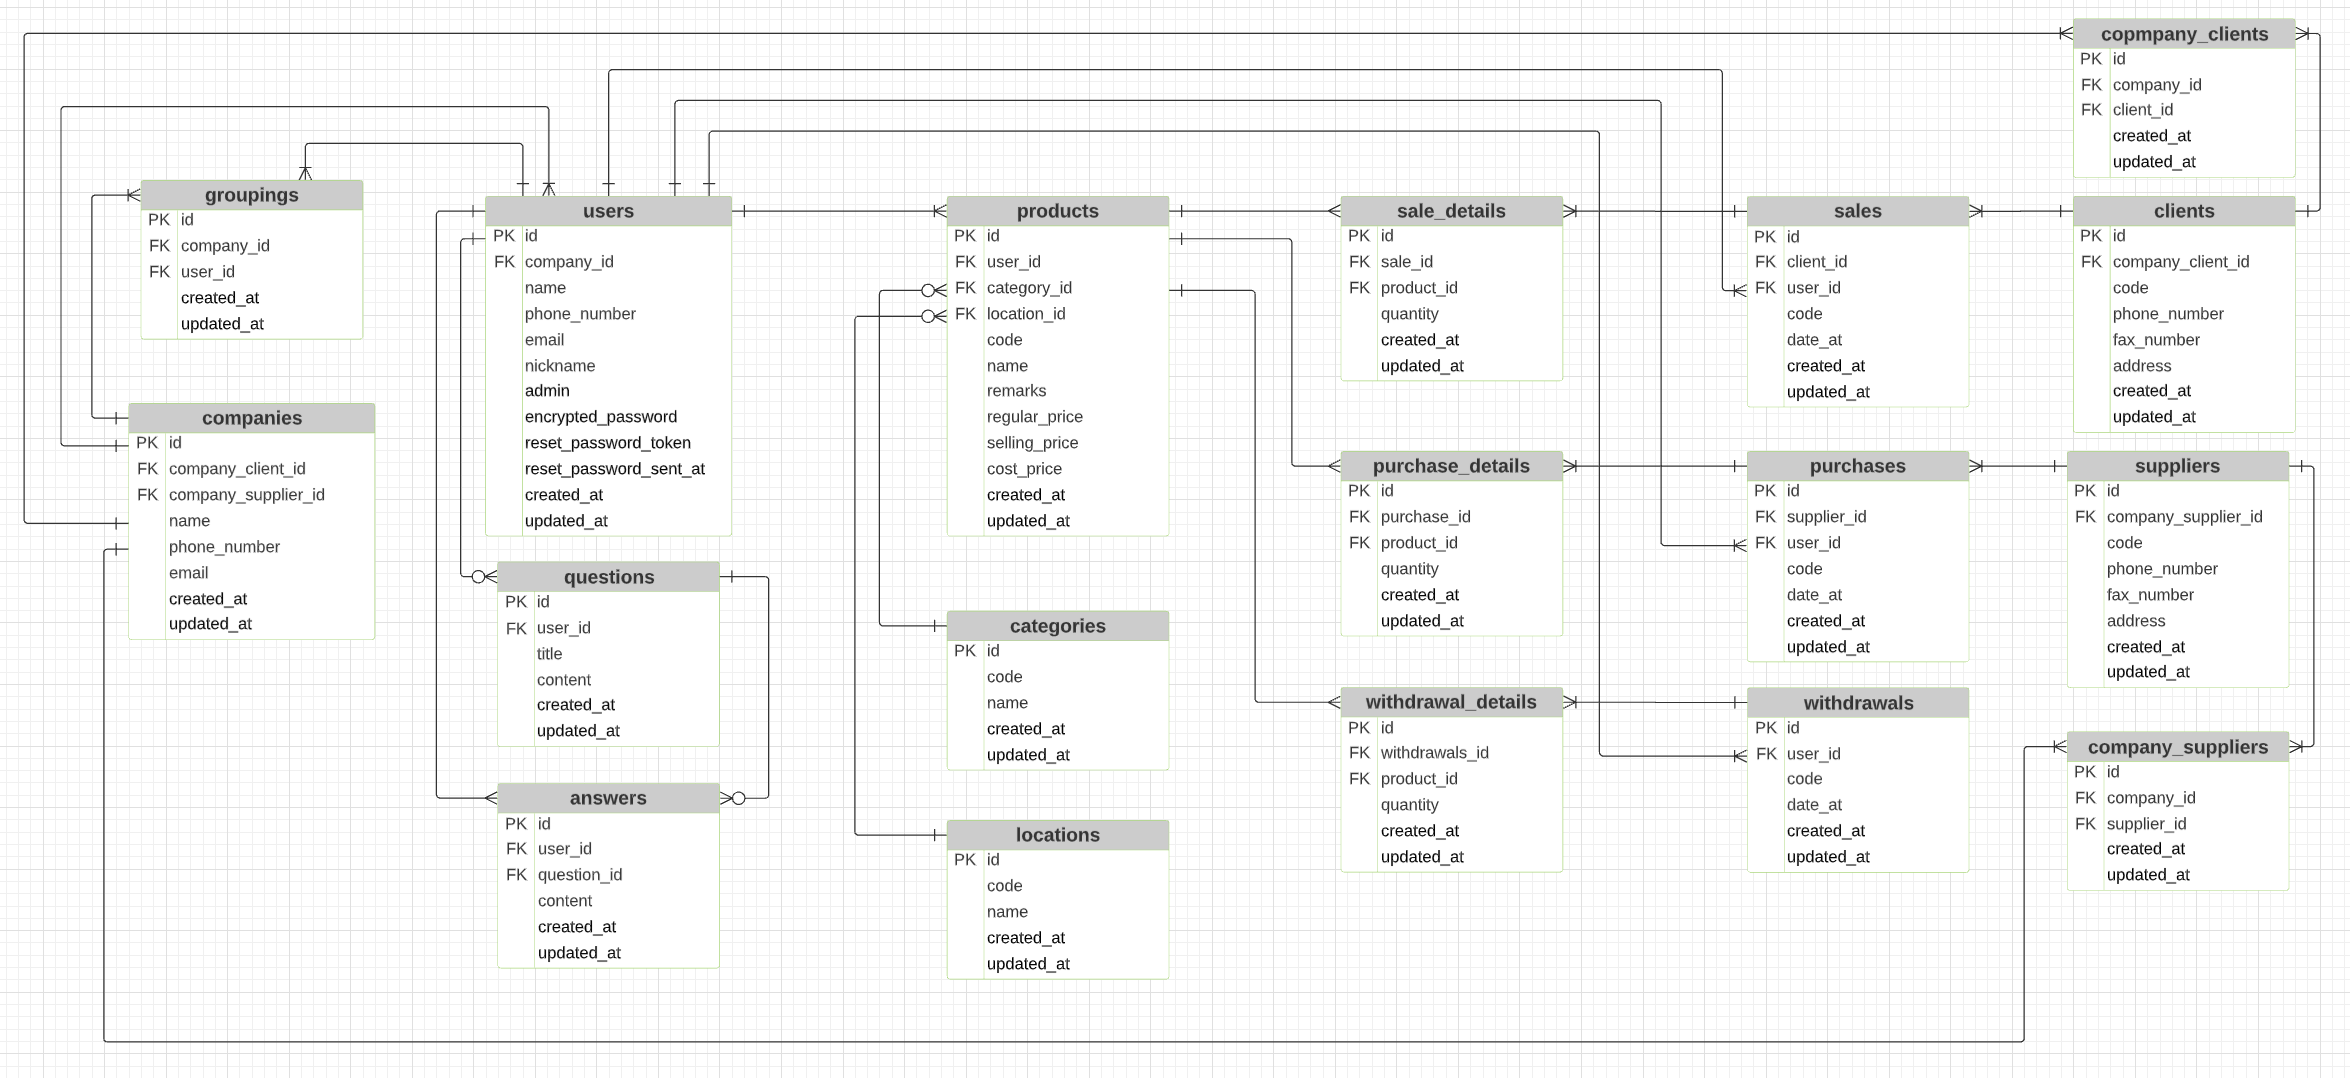 copmpany_clients
PK id
FK company_id
FK client_id
created_at
updated_at
groupings
PK id
FK company_id
FK user_id
created_at
updated_at
companies
PK id
FK company_client_id
FK company_supplier_id
name
phone_number
email
created_at
updated_at
users
PK id
FK company_id
name
phone_number
email
nickname
admin
encrypted_password
reset_password_token
reset_password_sent_at
created_at
updated_at
questions
PK id
FK user_id
title
content
created_at
updated_at
answers
PK id
FK user_id
FK question_id
content
created_at
updated_at
products
PK id
FK user_id
FK category_id
FK location_id
code
name
remarks
regular_price
selling_price
cost_price
created_at
updated_at
categories
PK id
code
name
created_at
updated_at
locations
PK id
code
name
created_at
updated_at
sale_details
PK id
FK sale_id
FK product_id
quantity
created_at
updated_at
purchase_details
PK id
FK purchase_id
FK product_id
quantity
created_at
updated_at
withdrawal_details
PK id
FK withdrawals_id
FK product_id
quantity
created_at
updated_at
sales
PK id
FK client_id
FK user_id
code
date_at
created_at
updated_at
purchases
PK id
FK supplier_id
FK user_id
code
date_at
created_at
updated_at
withdrawals
PK id
FK user_id
code
date_at
created_at
updated_at
clients
PK id
FK company_client_id
code
phone_number
fax_number
address
created_at
updated_at
suppliers
PK id
FK company_supplier_id
code
phone_number
fax_number
address
created_at
updated_at
company_suppliers
PK id
FK company_id
FK supplier_id
created_at
updated_at